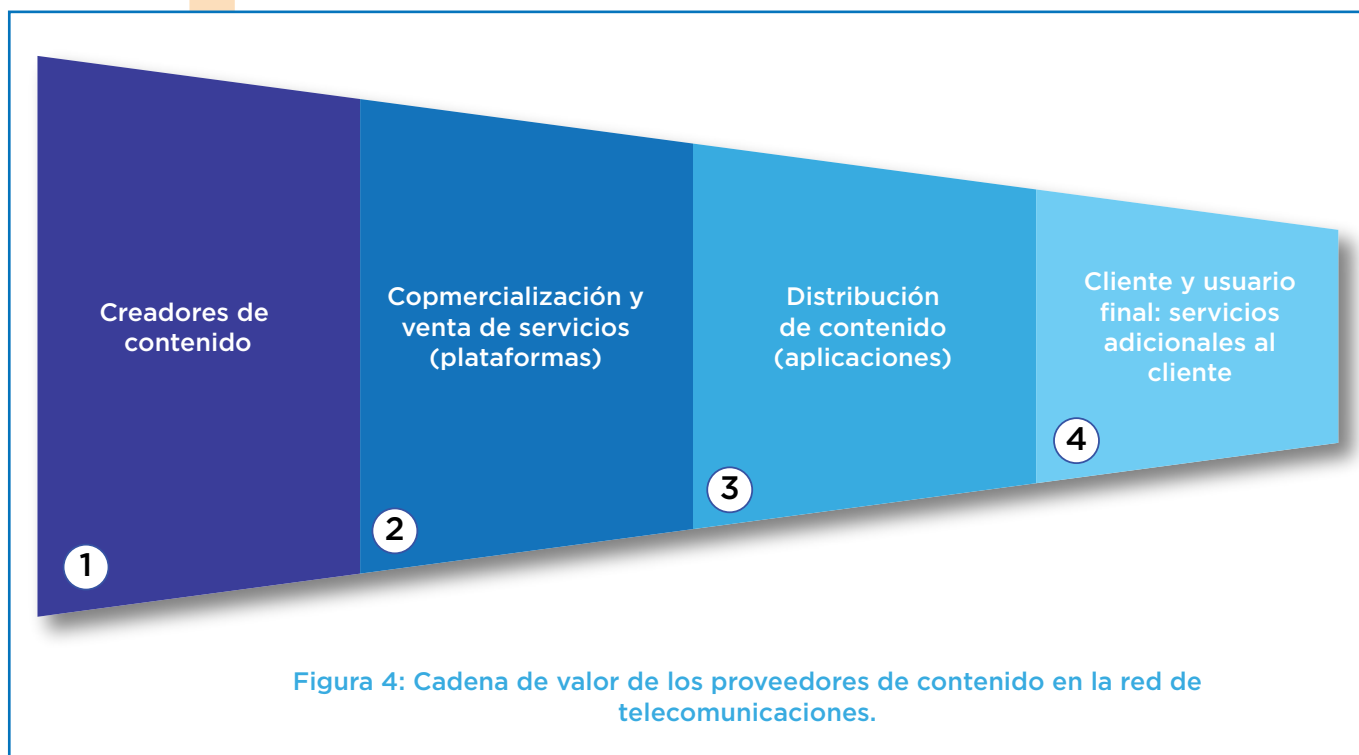 Creadores de
contenido
1
Copmercialización y
venta de servicios
(plataformas)
2
Distribución
de contenido
(aplicaciones)
3
Cliente y usuario
final: servicios
adicionales al
cliente
4
Figura 4: Cadena de valor de los proveedores de contenido en la red de
telecomunicaciones.